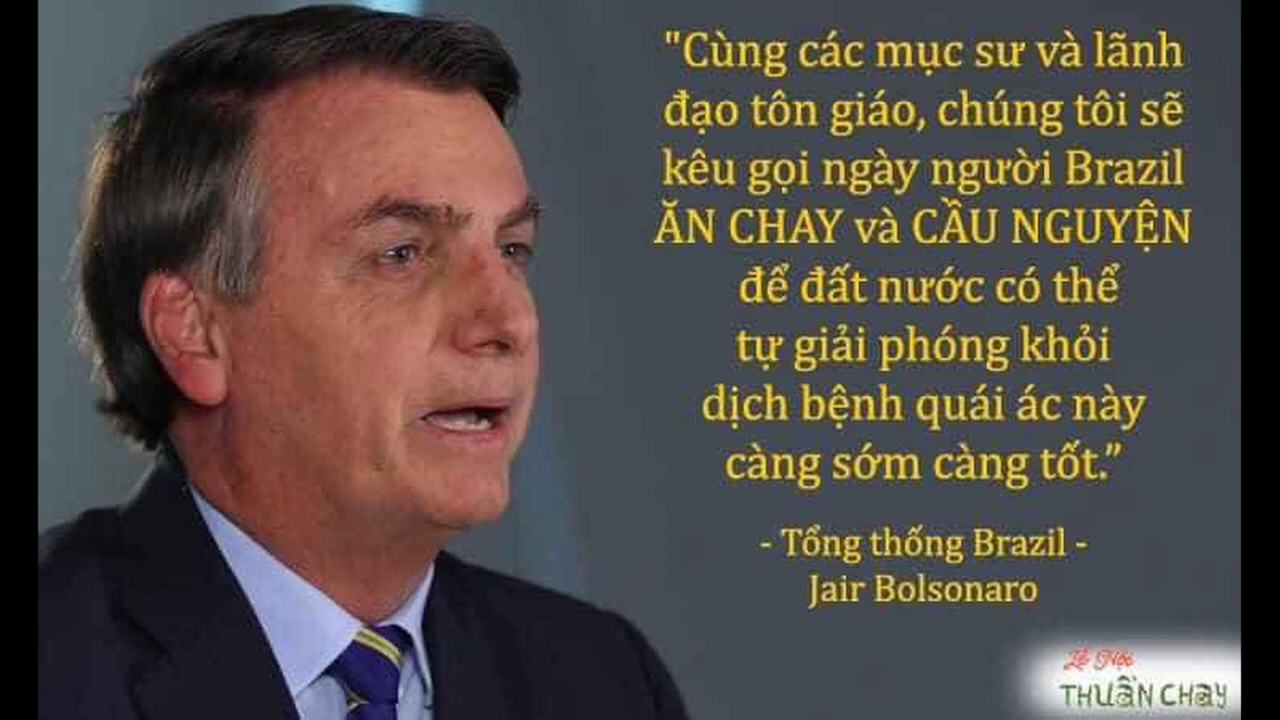 "Cùng các mục sư và lãnh
đạo tôn giáo, chúng tôi sẽ
kêu gọi ngày người Brazil
ĂN CHAY và CẦU NGUYỆN
để đất nước có thể
tự giải phóng khỏi
dịch bệnh quái ác này
càng sớm càng tốt.”
- Tổng thống Brazil -
Jair Bolsonaro
Lễ Hội
THUẦN CHAY